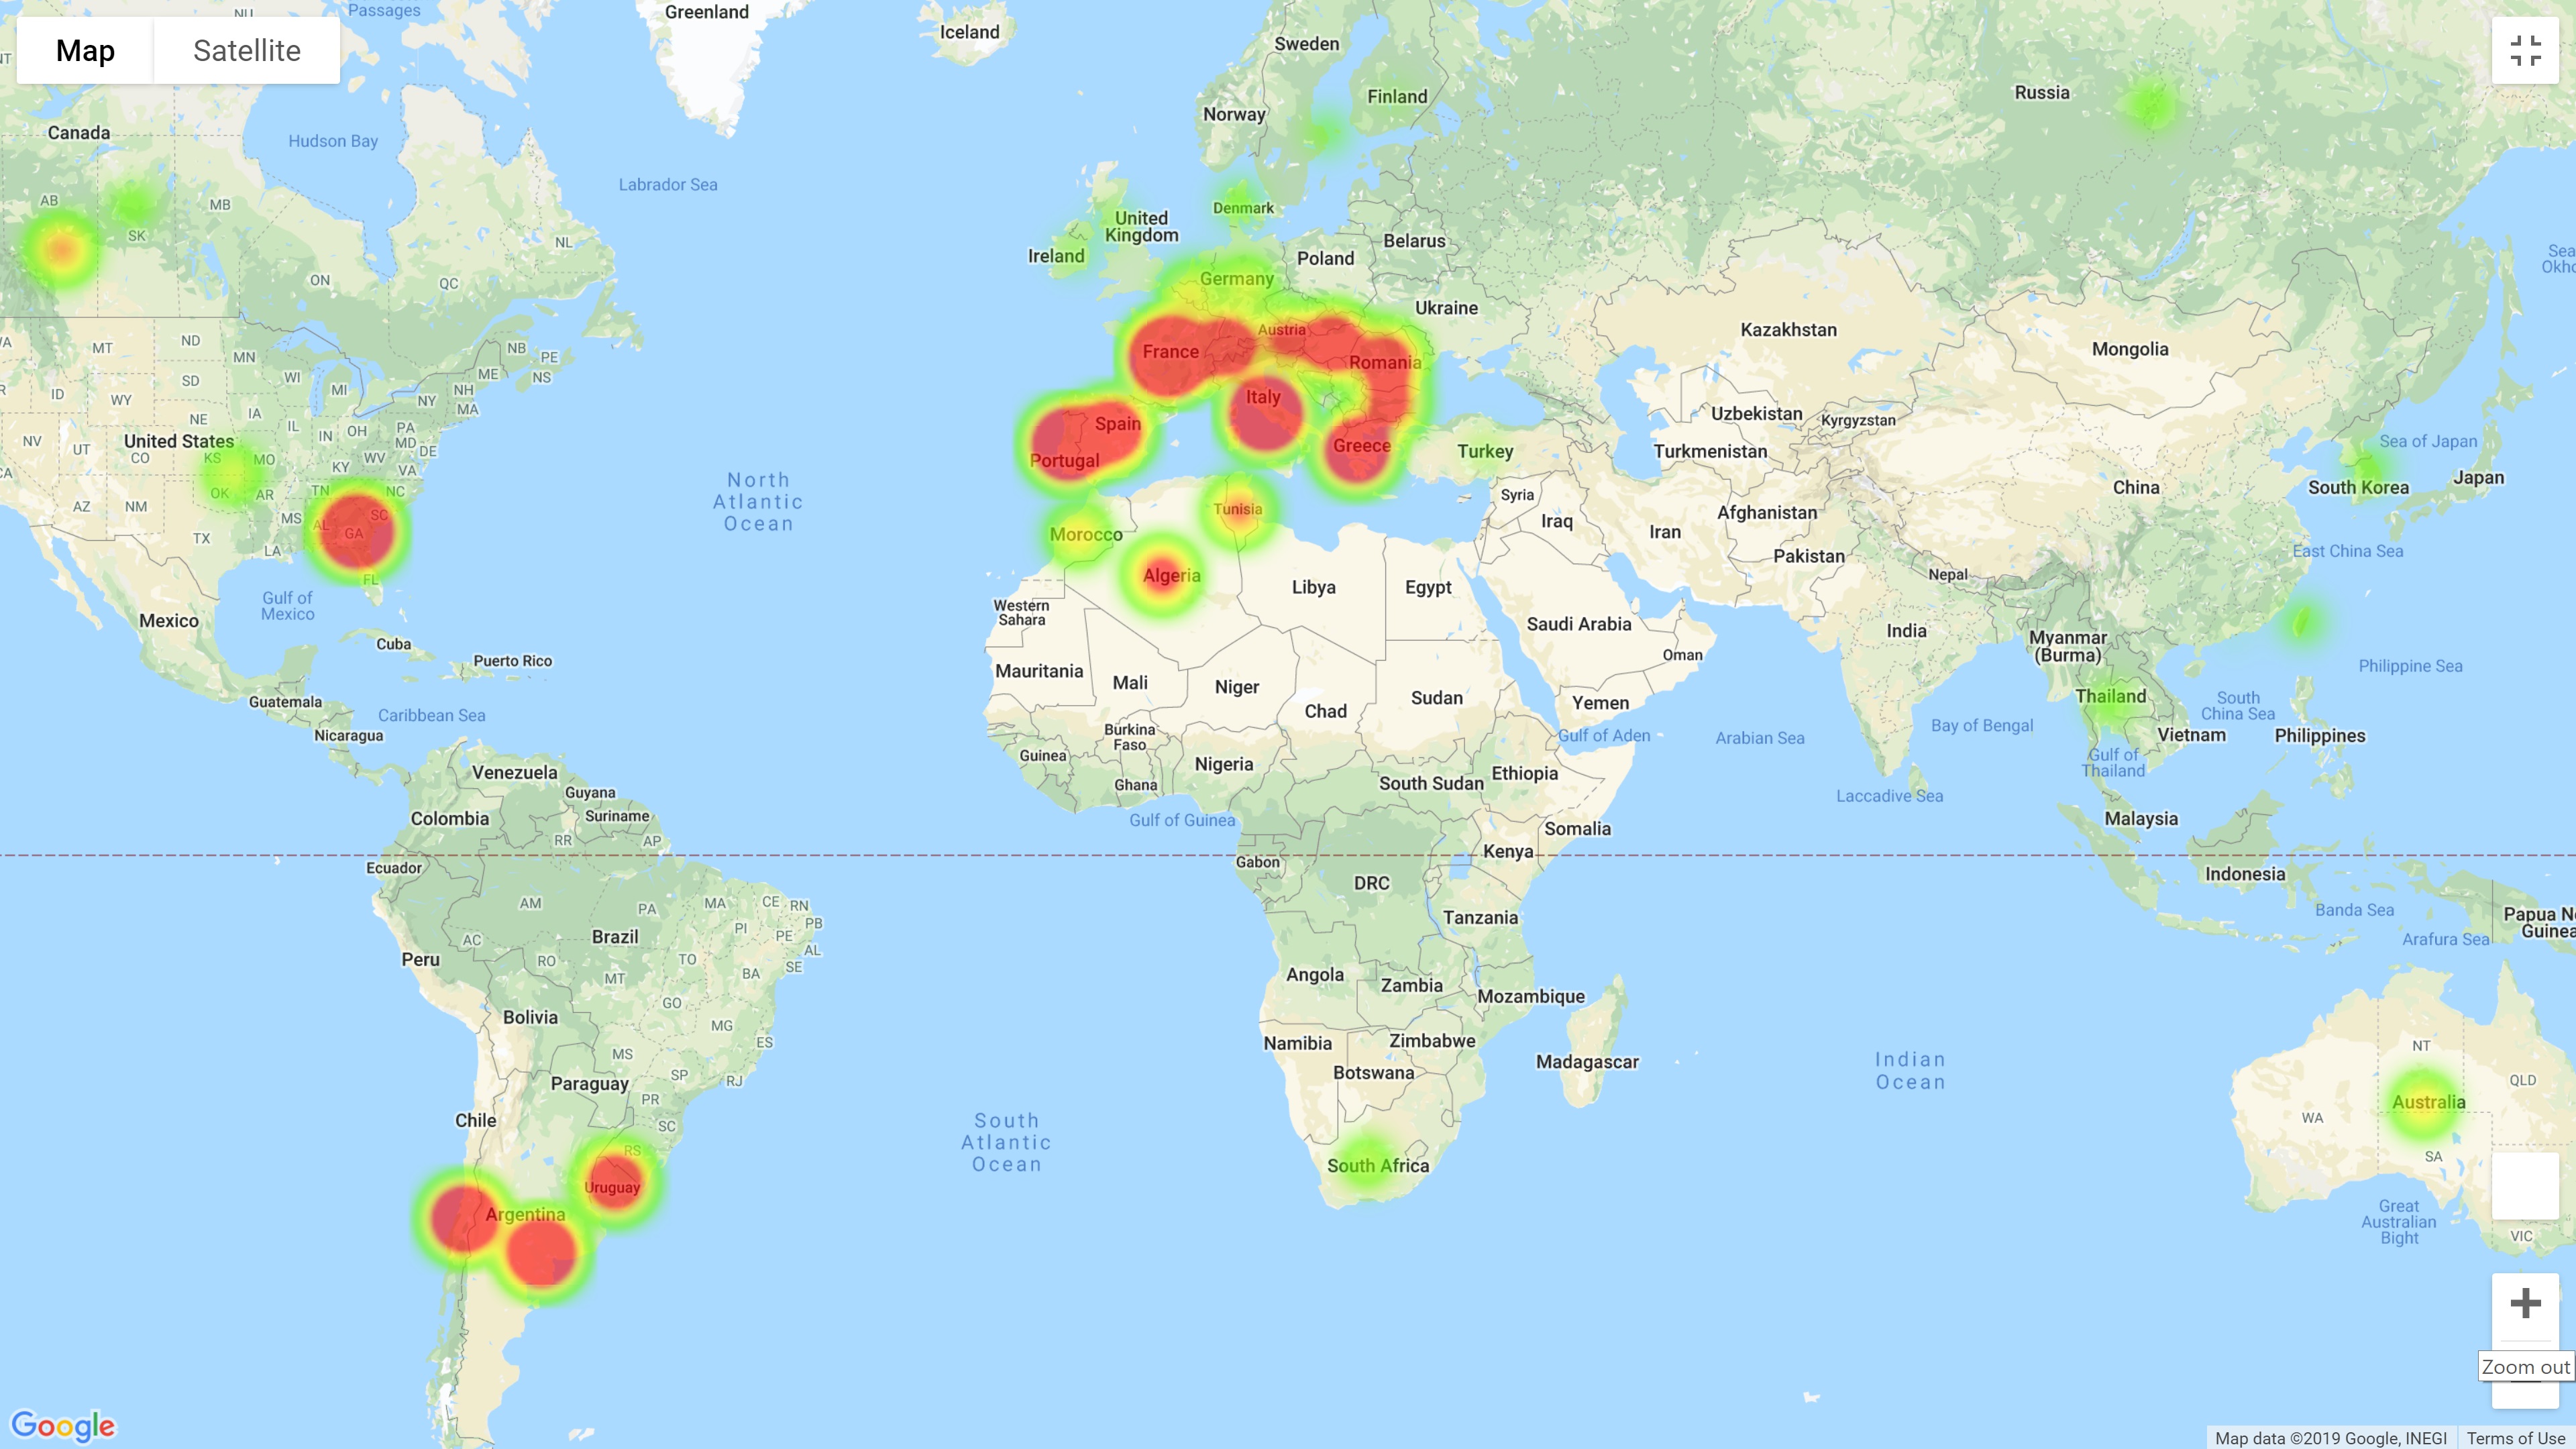 Map
Satellite
NU
Passages
Greenland
Iceland
Sweden
Finland
Norway
Russia
Canada
Hudson Bay
Labrador Sea
AB
MB
SK
NL
ON
QC
United
Kingdom
Ireland
Denmark
Belarus
Poland
Germany
Ukraine
Austria
France
Romania
Kazakhstan
Mongolia
MT
ND
MN
NB
PE
ID
WY
SD
WI
MI
ME
NS
NH
MA
NY
NE
IA
Italy
Spain
Portugal
Greece
Turkey
Uzbekistan
Kyrgyzstan
Turkmenistan
Sea of Japan
Japan
South Korea
China
NV
UT
United States
CO
KS
MO
IL
IN
OH
PA
MD
DE
KY
WV
VA
AZ
NM
OK
AR
TN
NC
TX
MS
AL
GA
SC
LA
FL
Gulf of
Mexico
North
Atlantic
Ocean
Morocco
Tunisia
Algeria
Libya
Egypt
Syria
Iraq
Iran
Afghanistan
Pakistan
Nepal
East China Sea
Western
Sahara
Mexico
Cuba
Puerto Rico
Saudi Arabia
Oman
India
Myanmar
(Burma)
Philippine Sea
Mauritania
Mali
Niger
Chad
Sudan
Yemen
Guatemala
Caribbean Sea
Nicaragua
Burkina
Faso
Guinea
Nigeria
Gulf of Aden
Arabian Sea
Bay of Bengal
Thailand
South
China Sea
Vietnam
Philippines
Gulf of
Thailand
Venezuela
Guyana
Suriname
Colombia
Ghana
South Sudan
Ethiopia
Laccadive Sea
Gulf of Guinea
Somalia
Malaysia
RR
AP
Ecuador
Gabon
Kenya
DRC
Indonesia
AM
PA
MA
CE
RN
PB
PI
PE
AL
SE
Tanzania
Banda Sea
Arafura Sea
AC
Brazil
Peru
RO
TO
BA
MT
Angola
Zambia
Mozambique
Bolivia
GO
MG
ES
MS
Namibia
Zimbabwe
Botswana
Madagascar
Indian
Ocean
NT
QLD
Paraguay
SP
RJ
PR
Chile
SC
RS
South
Atlantic
Ocean
Australia
WA
SA
South Africa
Uruguay
Argentina
Great
Australian
Bight
VIC
Zoom out
Google
Map data ©2019 Google, INEGI
Terms of Use